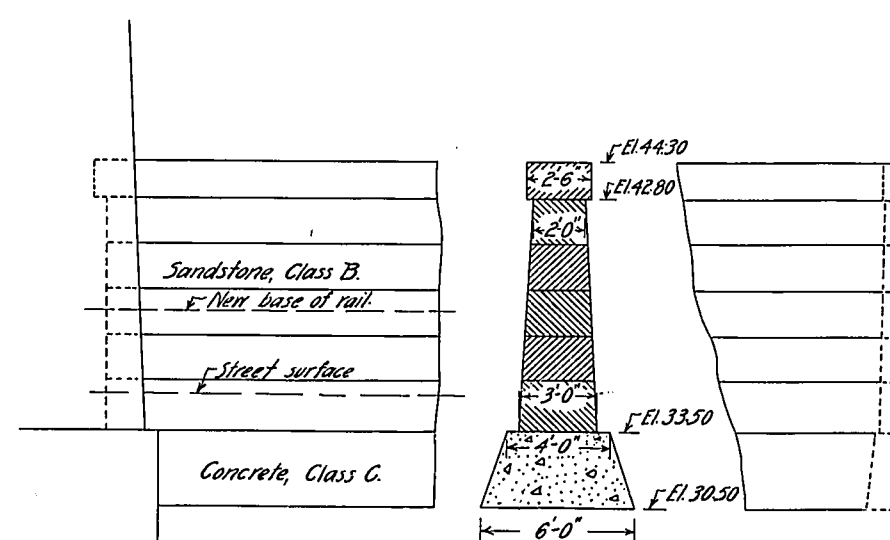 El. 44.30
2'-6"
El. 42.80
2'-0"
Sandstone, Class B.
New base of rail.
Street surface
3'-0"
El. 33.50
4'-0"
Concrete, Class C.
El. 30.50
6'-0"